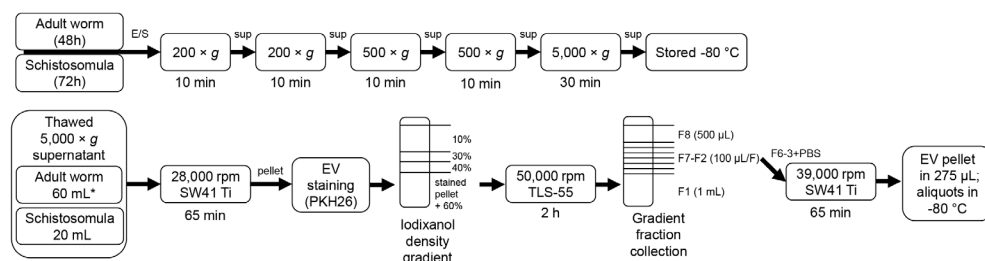 Adult worm
(48h)
Schistosomula
(72h)
E/S
200 × g
10 min
sup
200 × g
10 min
sup
500 × g
10 min
sup
500 × g
10 min
sup
5,000 × g
30 min
sup
Stored -80 °C
Thawed
5,000 × g
supernatant
Adult worm
60 mL*
Schistosomula
20 mL
28,000 rpm
SW41 Ti
65 min
pellet
EV
staining
(PKH26)
10%
30%
40%
stained
pellet
+ 60%
Iodixanol
density
gradient
50,000 rpm
TLS-55
2 h
F8 (500 µL)
F7-F2 (100 µL/F)
F1 (1 mL)
Gradient
fraction
collection
F6-3+PBS
39,000 rpm
SW41 Ti
65 min
EV pellet
in 275 µL;
aliquots in
-80 °C